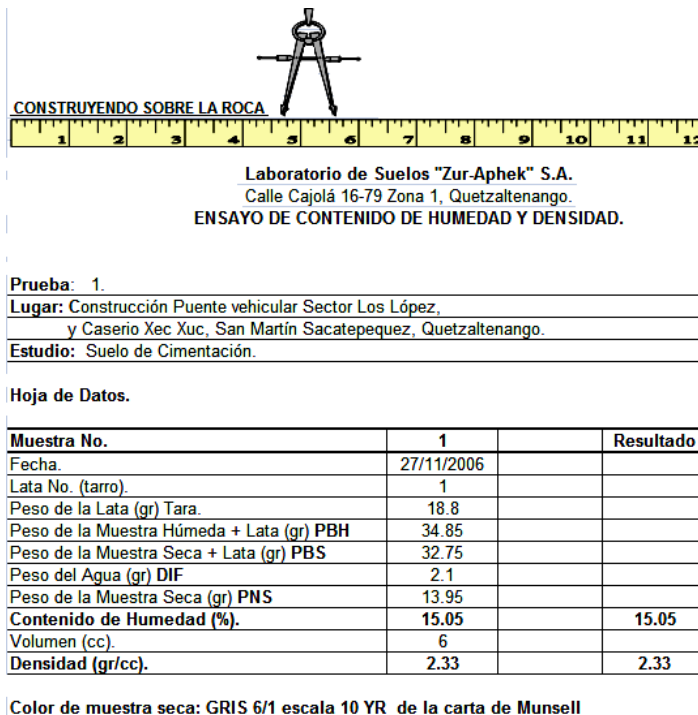 CONSTRUYENDO SOBRE LA ROCA
1 2 3 4 5 6 7 8 9 10 11 12
Laboratorio de Suelos "Zur-Aphek" S.A.
Calle Cajolá 16-79 Zona 1, Quetzaltenango.
ENSAYO DE CONTENIDO DE HUMEDAD Y DENSIDAD.
Prueba: 1.
Lugar: Construcción Puente vehicular Sector Los López,
y Caserio Xec Xuc, San Martín Sacatepequez, Quetzaltenango.
Estudio: Suelo de Cimentación.
Hoja de Datos.
Muestra No. 1 Resultado
Fecha. 27/11/2006
Lata No. (tarro). 1
Peso de la Lata (gr) Tara. 18.8
Peso de la Muestra Húmeda + Lata (gr) PBH 34.85
Peso de la Muestra Seca + Lata (gr) PBS 32.75
Peso del Agua (gr) DIF 2.1
Peso de la Muestra Seca (gr) PNS 13.95
Contenido de Humedad (%). 15.05 15.05
Volumen (cc). 6
Densidad (gr/cc). 2.33 2.33
Color de muestra seca: GRIS 6/1 escala 10 YR de la carta de Munsell